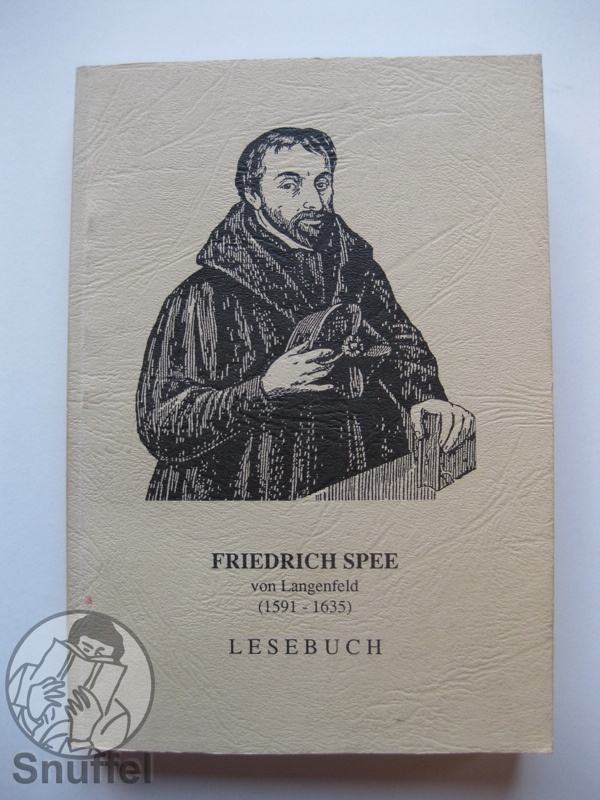 FRIEDRICH SPEE
von Langenfeld
(1591 - 1635)
LESEBUCH
Snuffel